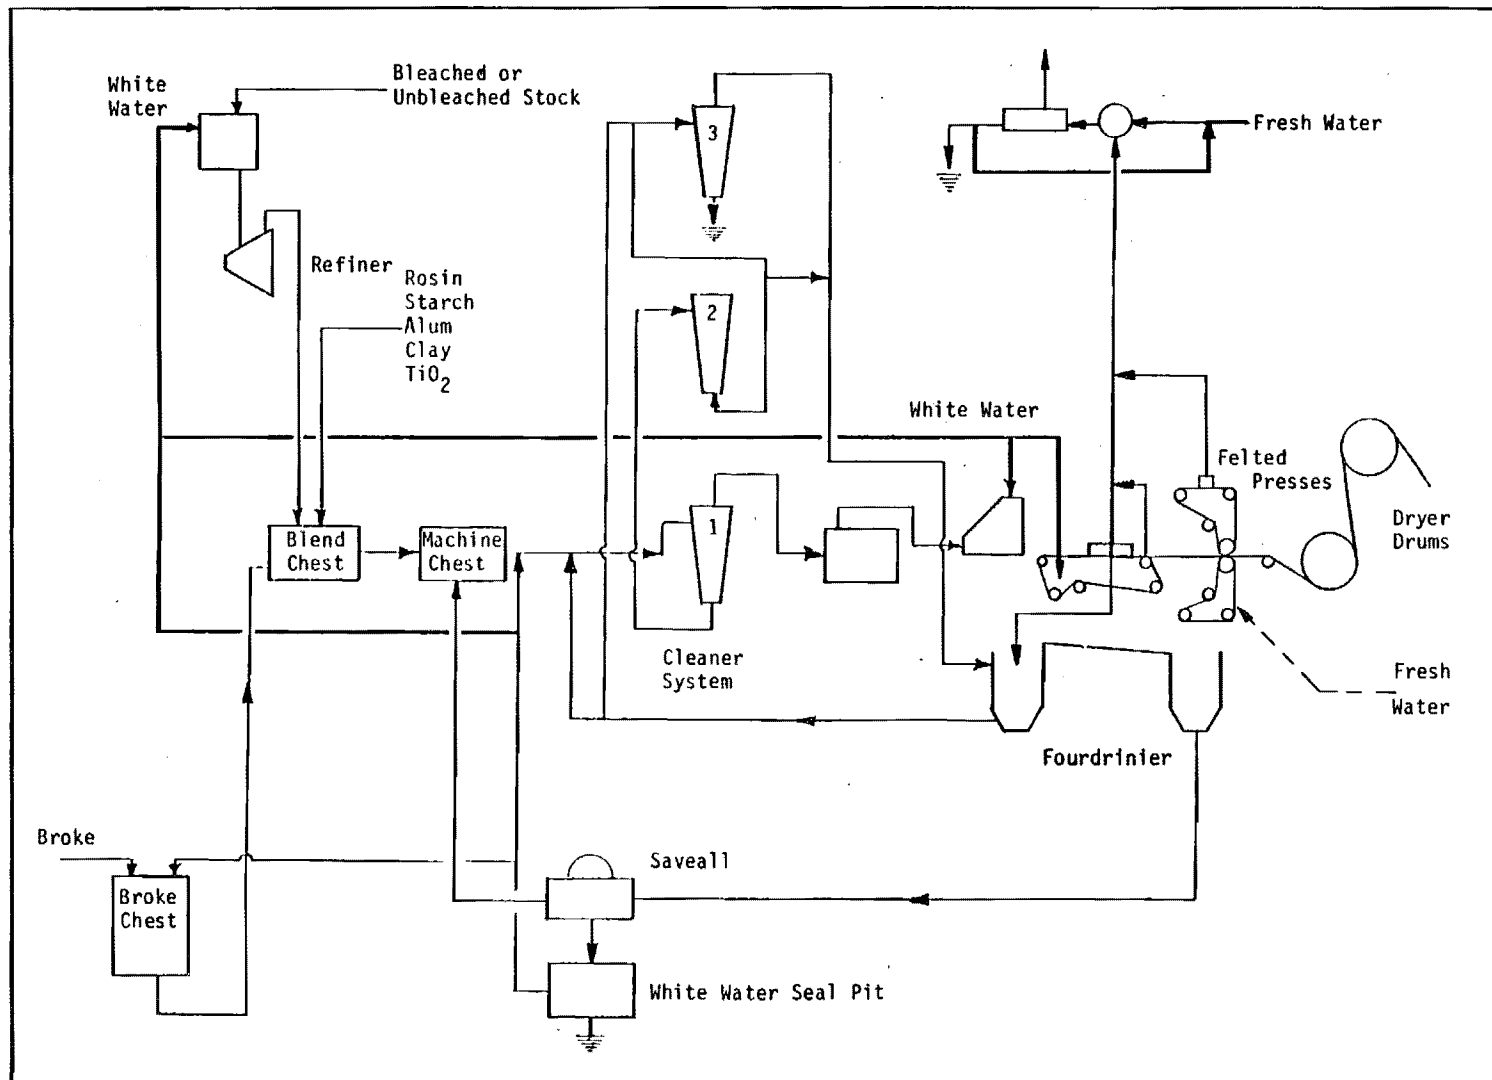 White
Water
Bleached or
Unbleached Stock
3
Fresh Water
Refiner
Rosin
Starch
Alum
Clay
TiO2
2
White Water
Felted
Presses
Dryer
Drums
Blend
Chest
Machine
Chest
1
Cleaner
System
Fresh
Water
Fourdrinier
Broke
Saveall
Broke
Chest
White Water Seal Pit